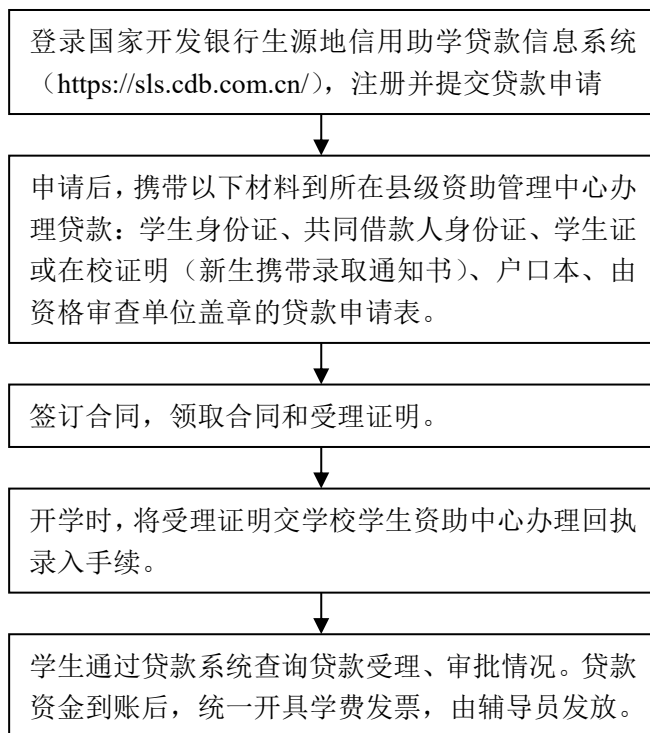 登录国家开发银行生源地信用助学贷款信息系统
（https://sls.cdb.com.cn/），注册并提交贷款申请
申请后，携带以下材料到所在县级资助管理中心办
理贷款：学生身份证、共同借款人身份证、学生证
或在校证明（新生携带录取通知书）、户口本、由
资格审查单位盖章的贷款申请表。
签订合同，领取合同和受理证明。
开学时，将受理证明交学校学生资助中心办理回执
录入手续。
学生通过贷款系统查询贷款受理、审批情况。贷款
资金到账后，统一开具学费发票，由辅导员发放。